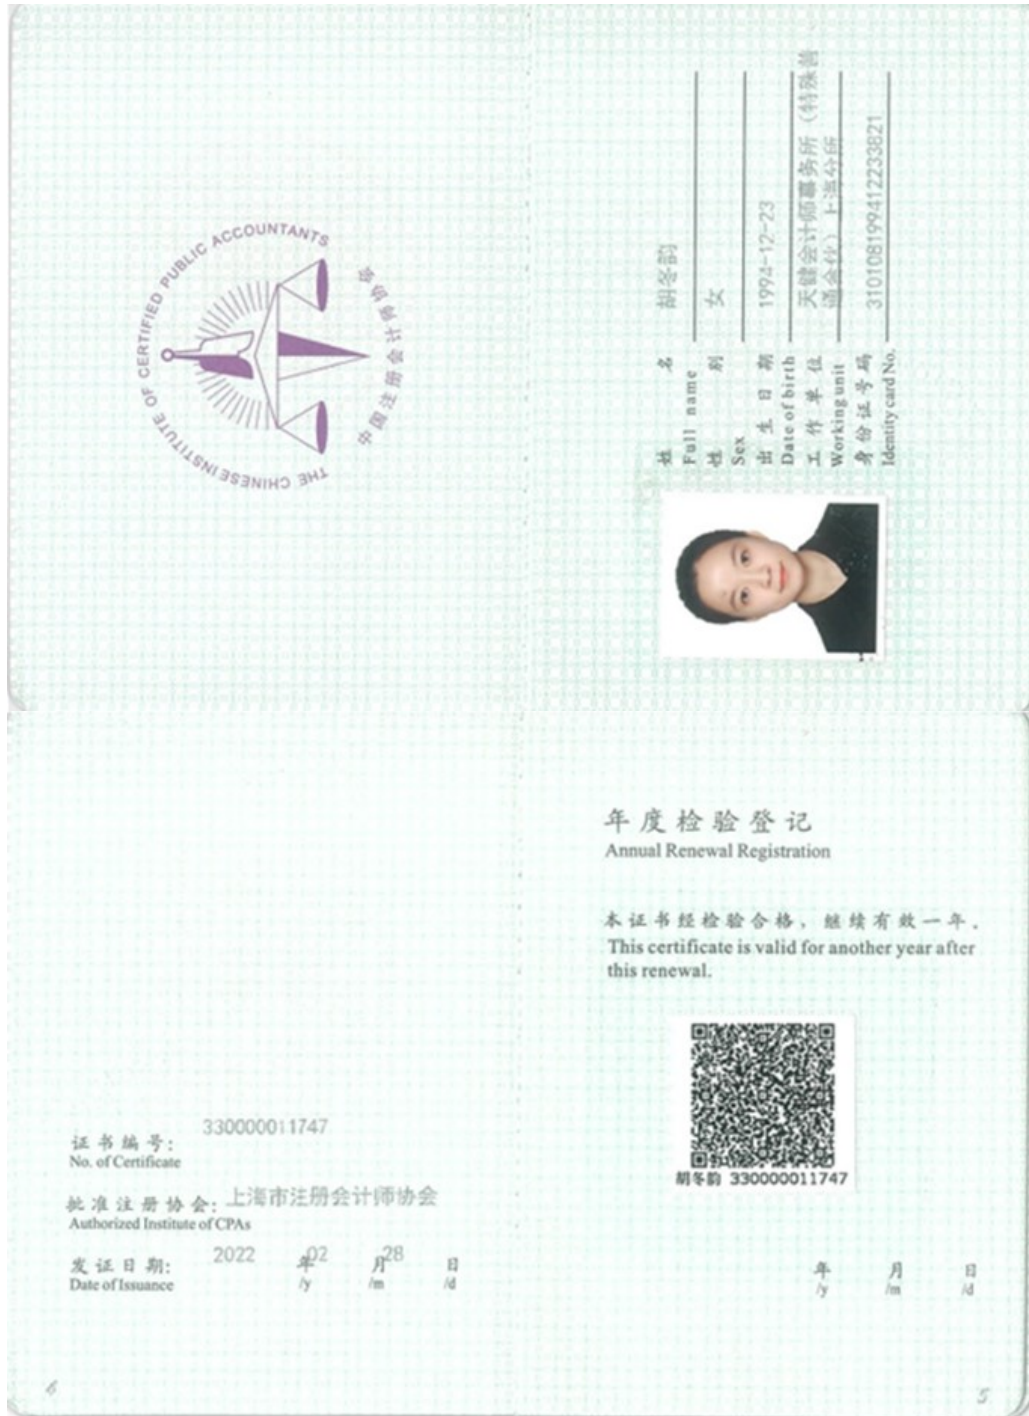 THE CHINESE INSTITUTE OF CERTIFIED PUBLIC ACCOUNTANTS
中国注册会计师协会
姓 名 胡冬韵
Full name
性 别 女
Sex
出生日期 1994-12-23
Date of birth
工作单位 天健会计师事务所（特殊普
通合伙）上海分所
Working unit
身份证号码 310108199412233821
Identity card No.
证书编号: 330000011747
No. of Certificate
批准注册协会: 上海市注册会计师协会
Authorized Institute of CPAs
发证日期: 2022 年 02 月 28 日
Date of Issuance /y /m /d
6
年度检验登记
Annual Renewal Registration
本证书经检验合格，继续有效一年．
This certificate is valid for another year after
this renewal.
胡冬韵 330000011747
年 月 日
/y /m /d
5